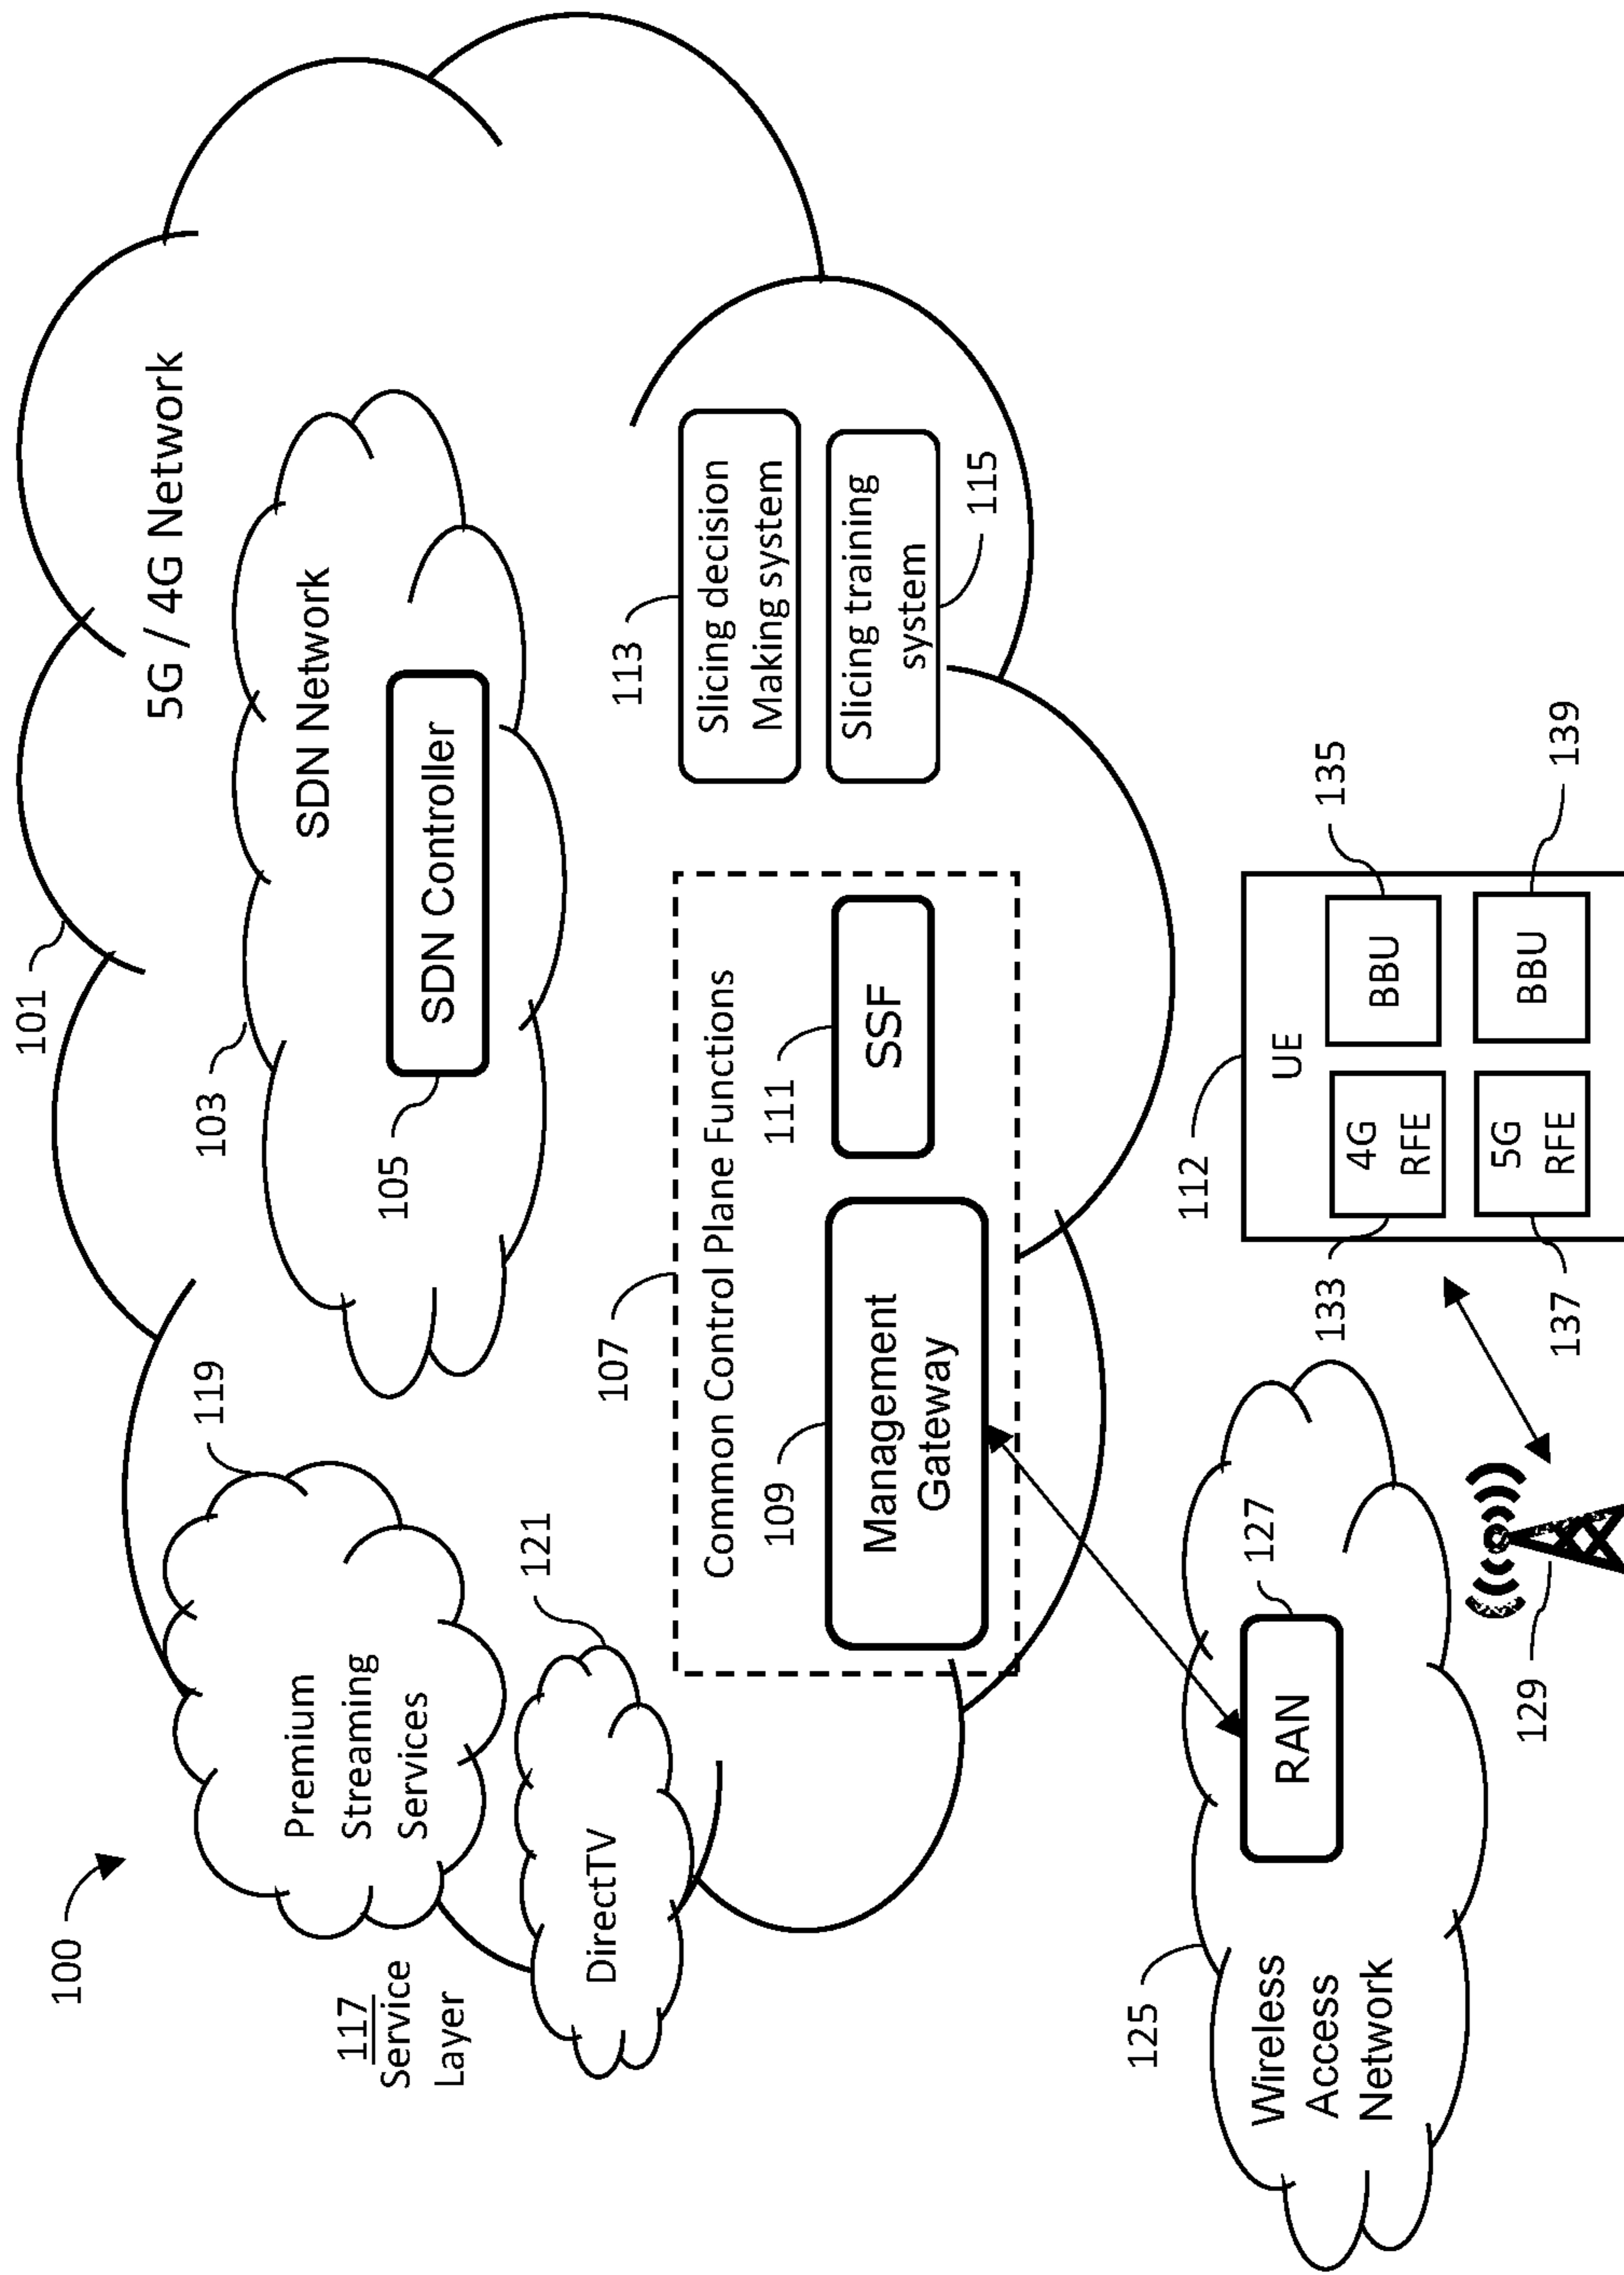 100
101
5G / 4G Network
103
SDN Network
105
SDN Controller
119
Premium
Streaming
Services
117
Service
Layer
121
DirectTV
107
Common Control Plane Functions
109
Management
Gateway
111
SSF
113
Slicing decision
Making system
Slicing training
system
115
125
Wireless
Access
Network
127
RAN
129
112
UE
133
4G
RFE
135
BBU
137
5G
RFE
139
BBU